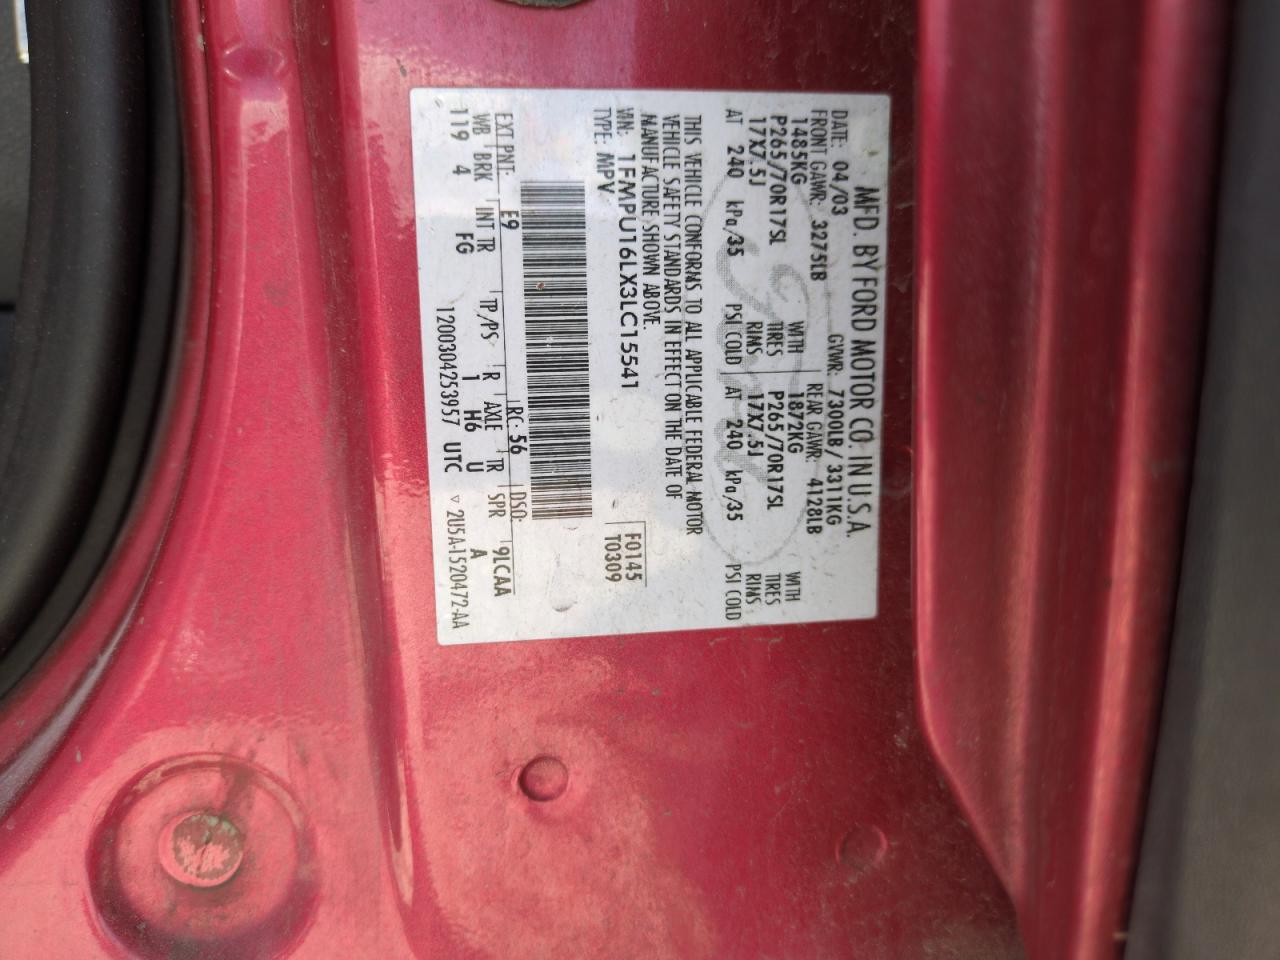 MFD. BY FORD MOTOR CO. IN U.S.A.
DATE: 04/03 GVWR: 7300LB/ 3311KG
FRONT GAWR: 3275LB REAR GAWR: 4128LB
1485KG WITH 1872KG WITH
P265/70R17SL TIRES P265/70R17SL TIRES
17X7.5J RIMS 17X7.5J RIMS
AT 240 kPa/35 PSI COLD AT 240 kPa/35 PSI COLD
THIS VEHICLE CONFORMS TO ALL APPLICABLE FEDERAL MOTOR
VEHICLE SAFETY STANDARDS IN EFFECT ON THE DATE OF
MANUFACTURE SHOWN ABOVE.
VIN: 1FMPU16LX3LC15541 F0145
TYPE: MPV T0309
EXT PNT: E9 RC: 56 DSO:
WB BRK INT TR TP/PS R AXLE TR SPR 9LCAA
119 4 FG 1 H6 U A
1200304253957 UTC ▽ 2U5A-1520472-AA